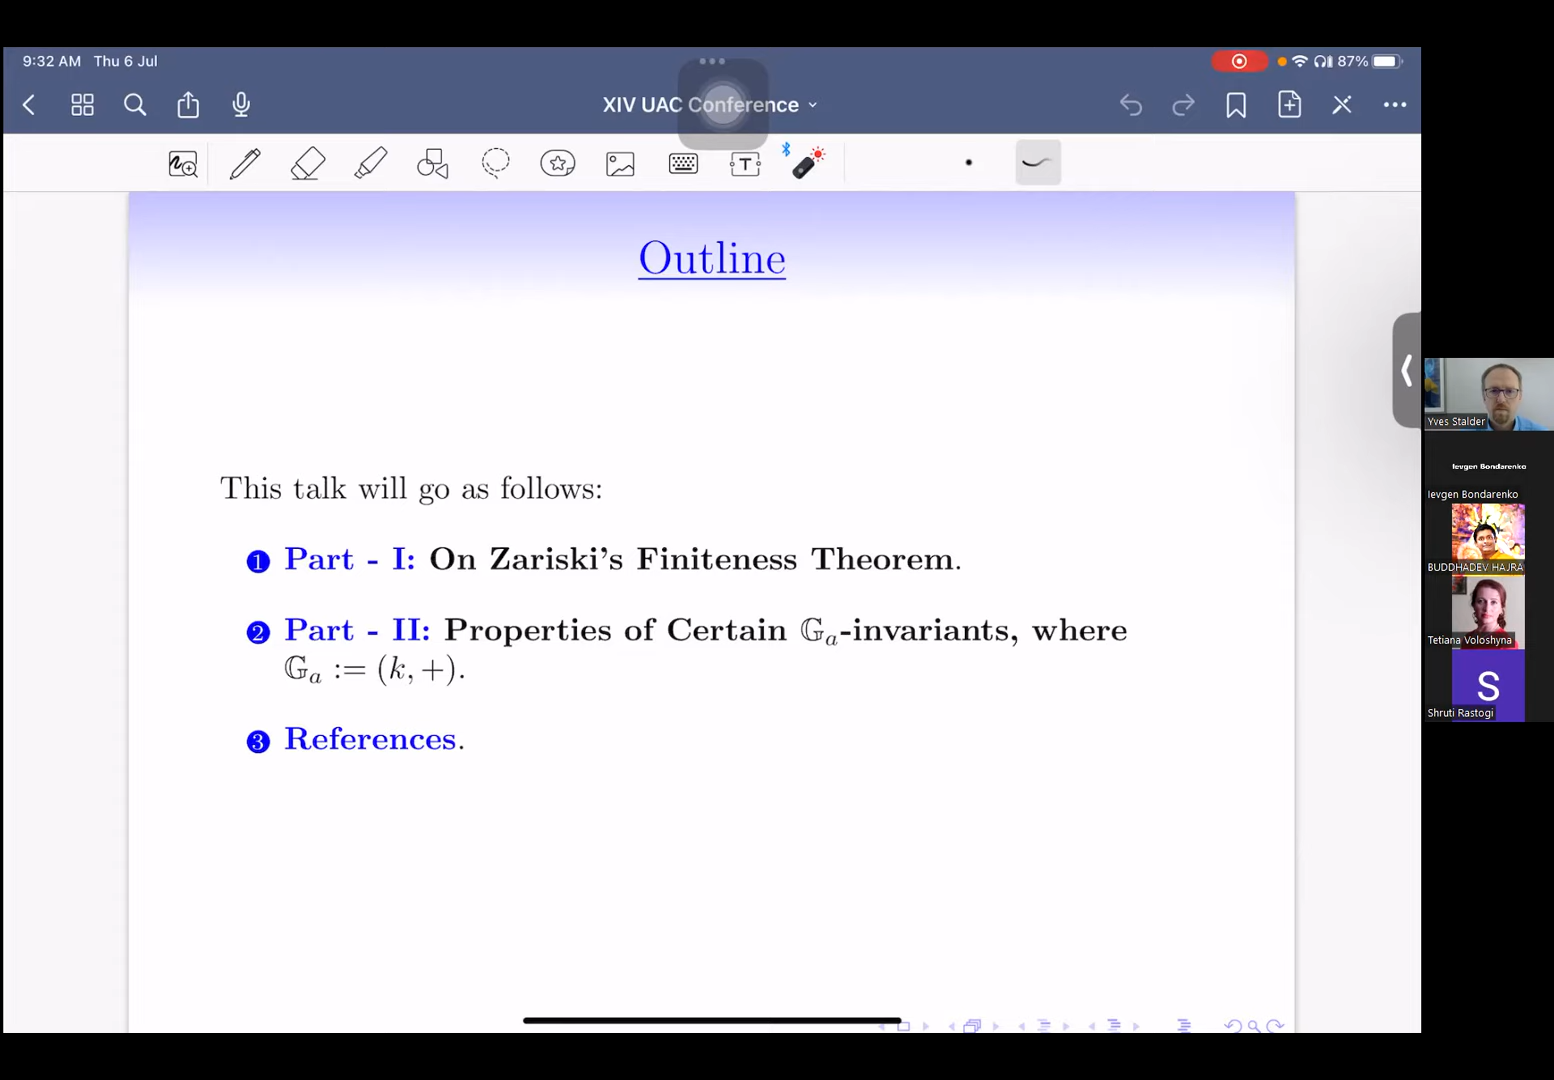 9:32 AM Thu 6 Jul
87%
XIV UAC Conference
T
Outline
This talk will go as follows:
1 Part - I: On Zariski's Finiteness Theorem.
2 Part - II: Properties of Certain 𝔾ₐ-invariants, where
𝔾ₐ := (k, +).
3 References.
Yves Stalder
Ievgen Bondarenko
Ievgen Bondarenko
BUDDHADEV HAJRA
Tetiana Voloshyna
S
Shruti Rastogi